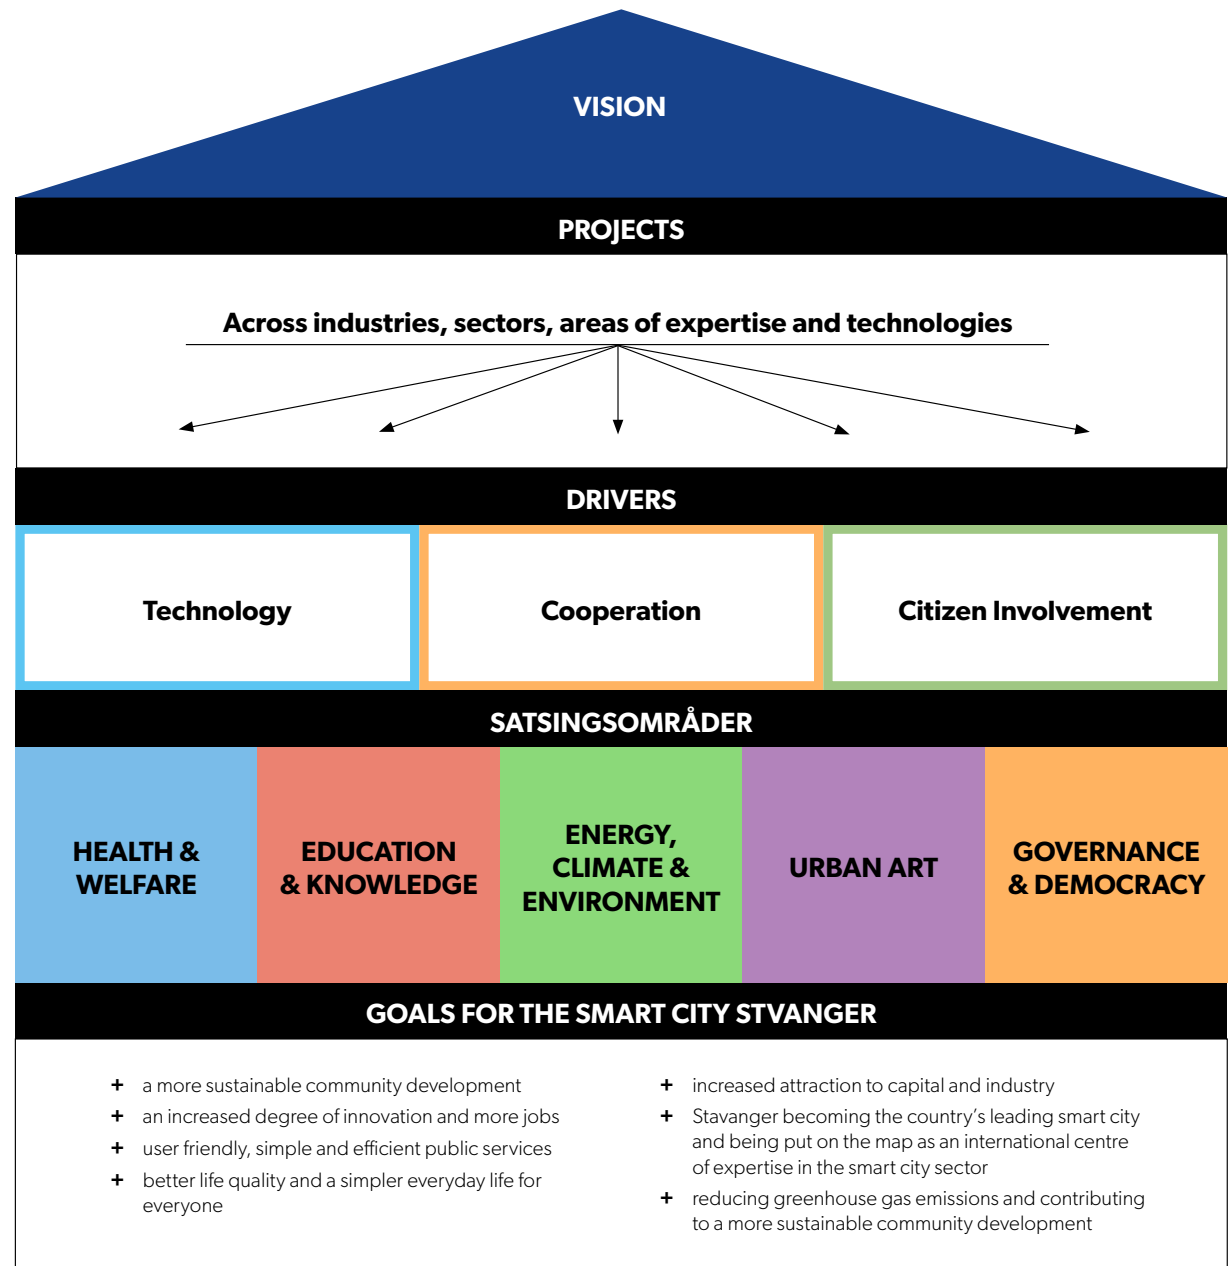 VISION
PROJECTS
Across industries, sectors, areas of expertise and technologies
DRIVERS
Technology
Cooperation
Citizen Involvement
SATSINGSOMRÅDER
HEALTH &
WELFARE
EDUCATION
& KNOWLEDGE
ENERGY,
CLIMATE &
ENVIRONMENT
URBAN ART
GOVERNANCE
& DEMOCRACY
GOALS FOR THE SMART CITY STVANGER
+ a more sustainable community development
+ an increased degree of innovation and more jobs
+ user friendly, simple and efficient public services
+ better life quality and a simpler everyday life for
everyone
+ increased attraction to capital and industry
+ Stavanger becoming the country’s leading smart city
and being put on the map as an international centre
of expertise in the smart city sector
+ reducing greenhouse gas emissions and contributing
to a more sustainable community development